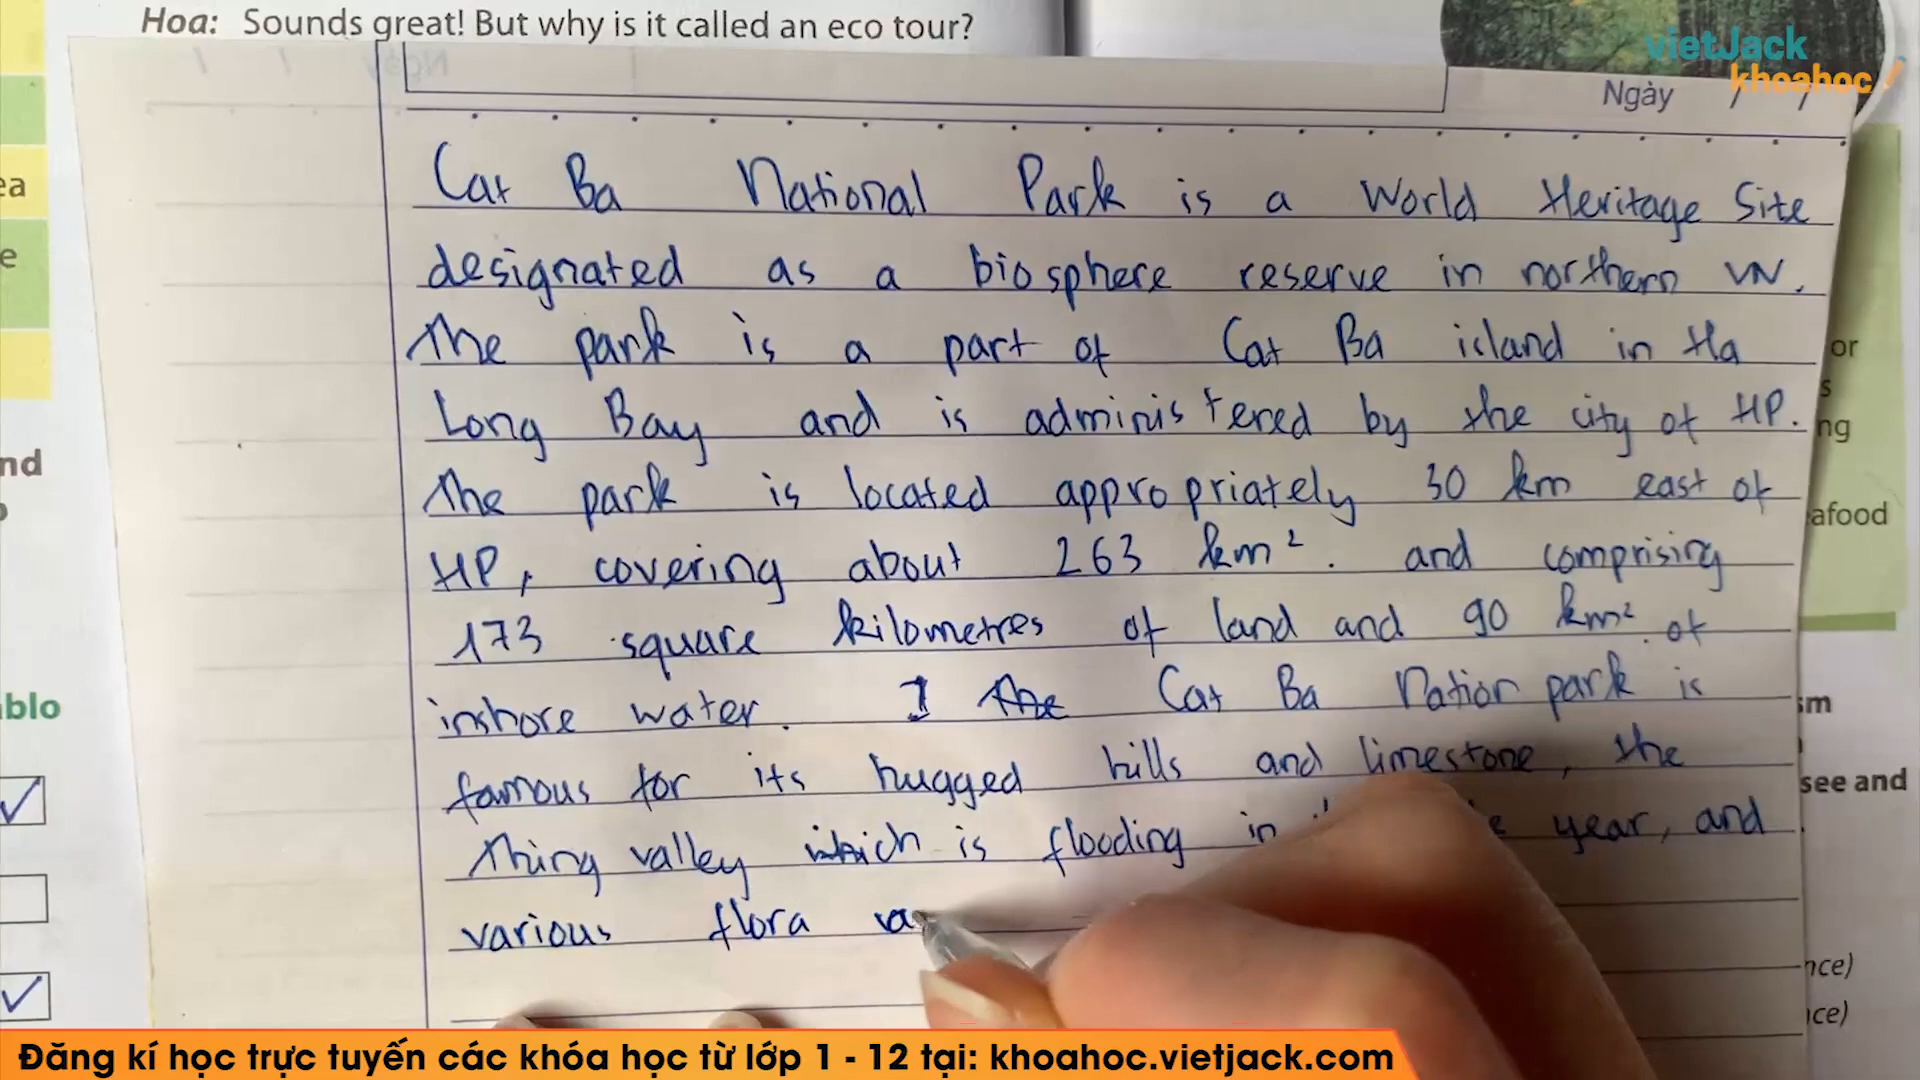 Hoa: Sounds great! But why is it called an eco tour?
vietJack
khoahoc
Ngày / /
Cat Ba National Park is a World Heritage Site
designated as a biosphere reserve in northern VN.
The park is a part of Cat Ba island in Ha
Long Bay and is administered by the city of HP.
The park is located appropriately 30 km east of
HP, covering about 263 km². and comprising
173 square kilometres of land and 90 km² of
inshore water. I The Cat Ba Nation park is
famous for its hugged hills and limestone, the
Thing valley which is flooding in year, and
various flora
ea
e
nd
ablo
or
s
ng
afood
sm
see and
nce)
ce)
Đăng kí học trực tuyến các khóa học từ lớp 1 - 12 tại: khoahoc.vietjack.com